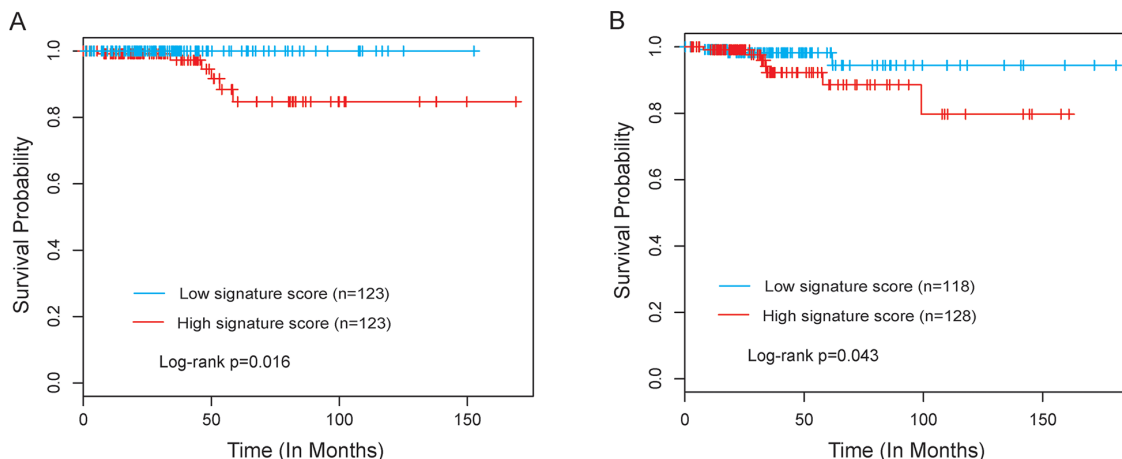 A
Survival Probability
1.0
0.8
0.6
0.4
0.2
0.0
Low signature score (n=123)
High signature score (n=123)
Log-rank p=0.016
0 50 100 150
Time (In Months)
B
Survival Probability
1.0
0.8
0.6
0.4
0.2
0.0
Low signature score (n=118)
High signature score (n=128)
Log-rank p=0.043
0 50 100 150
Time (In Months)